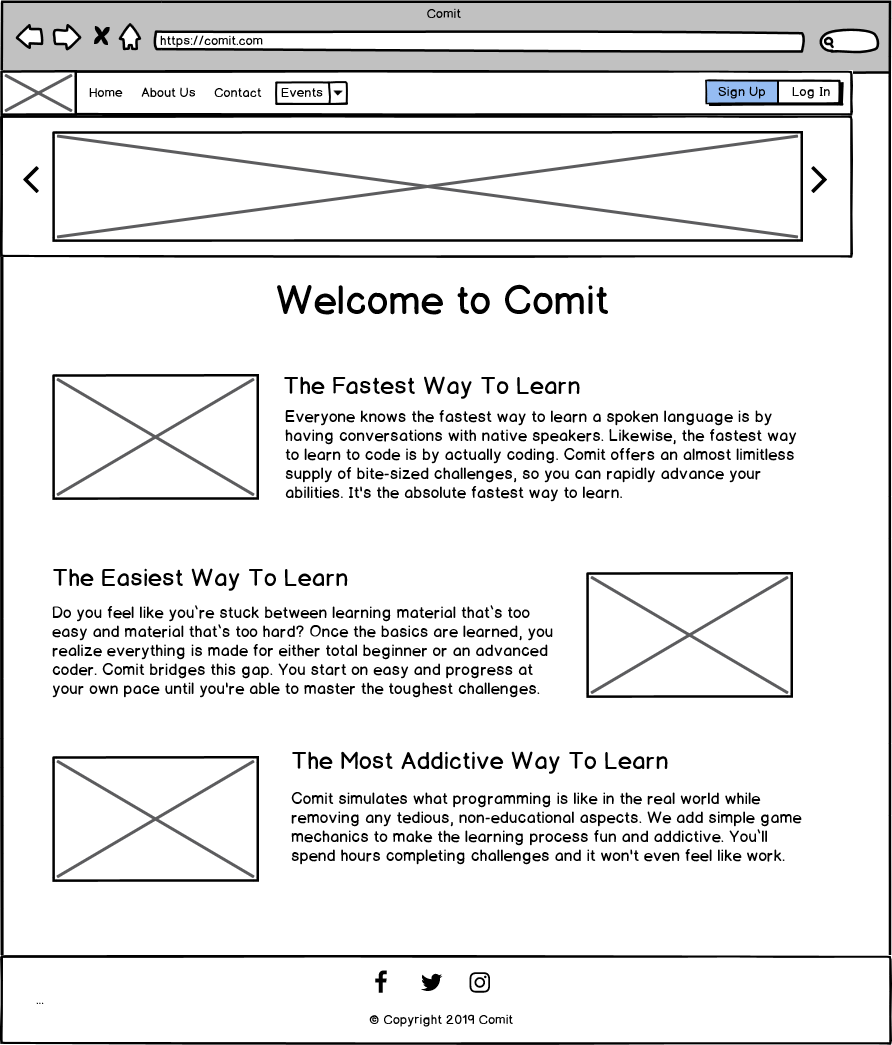 Comit
https://comit.com
Home About Us Contact Events Sign Up Log In
Welcome to Comit
The Fastest Way To Learn
Everyone knows the fastest way to learn a spoken language is by
having conversations with native speakers. Likewise, the fastest way
to learn to code is by actually coding. Comit offers an almost limitless
supply of bite-sized challenges, so you can rapidly advance your
abilities. It's the absolute fastest way to learn.
The Easiest Way To Learn
Do you feel like you`re stuck between learning material that`s too
easy and material that`s too hard? Once the basics are learned, you
realize everything is made for either total beginner or an advanced
coder. Comit bridges this gap. You start on easy and progress at
your own pace until you're able to master the toughest challenges.
The Most Addictive Way To Learn
Comit simulates what programming is like in the real world while
removing any tedious, non-educational aspects. We add simple game
mechanics to make the learning process fun and addictive. You`ll
spend hours completing challenges and it won't even feel like work.
...
© Copyright 2019 Comit